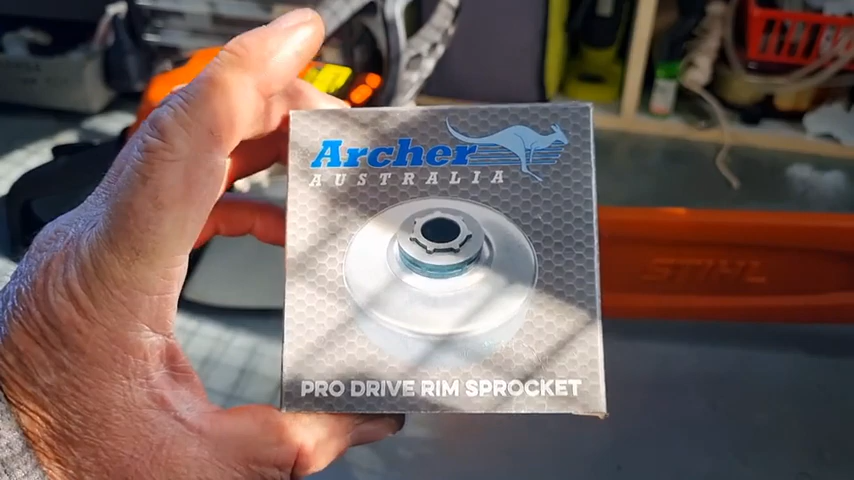 Archer
AUSTRALIA
PRO DRIVE RIM SPROCKET
STIHL